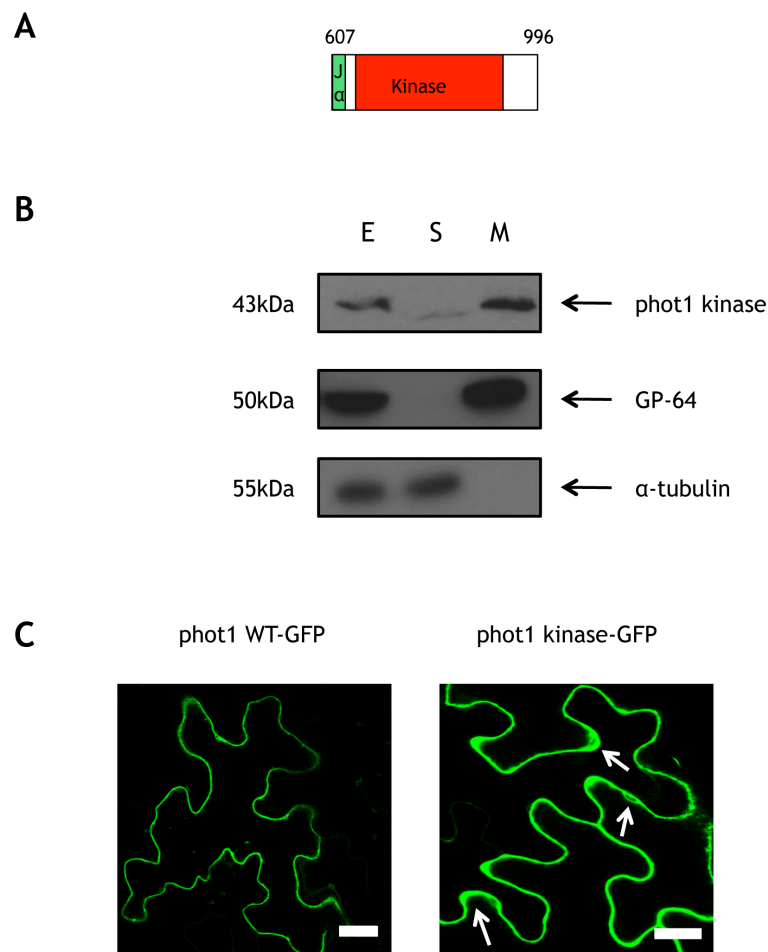 A
607 996
J
α
Kinase
B
E S M
43kDa phot1 kinase
50kDa GP-64
55kDa α-tubulin
C
phot1 WT-GFP phot1 kinase-GFP